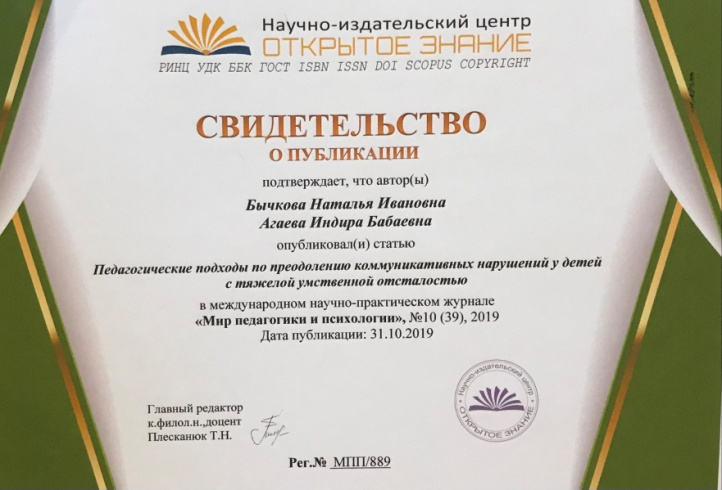 Научно-издательский центр
ОТКРЫТОЕ ЗНАНИЕ
РИНЦ УДК ББК ГОСТ ISBN ISSN DOI SCOPUS COPYRIGHT
СВИДЕТЕЛЬСТВО
О ПУБЛИКАЦИИ
подтверждает, что автор(ы)
Бычкова Наталья Ивановна
Агаева Индира Бабаевна
опубликовал(и) статью
Педагогические подходы по преодолению коммуникативных нарушений у детей
с тяжелой умственной отсталостью
в международном научно-практическом журнале
«Мир педагогики и психологии», №10 (39), 2019
Дата публикации: 31.10.2019
Главный редактор
к.филол.н.,доцент
Плесканюк Т.Н.
Научно-издательский центр
ОТКРЫТОЕ ЗНАНИЕ
Рег.№ МПП/889